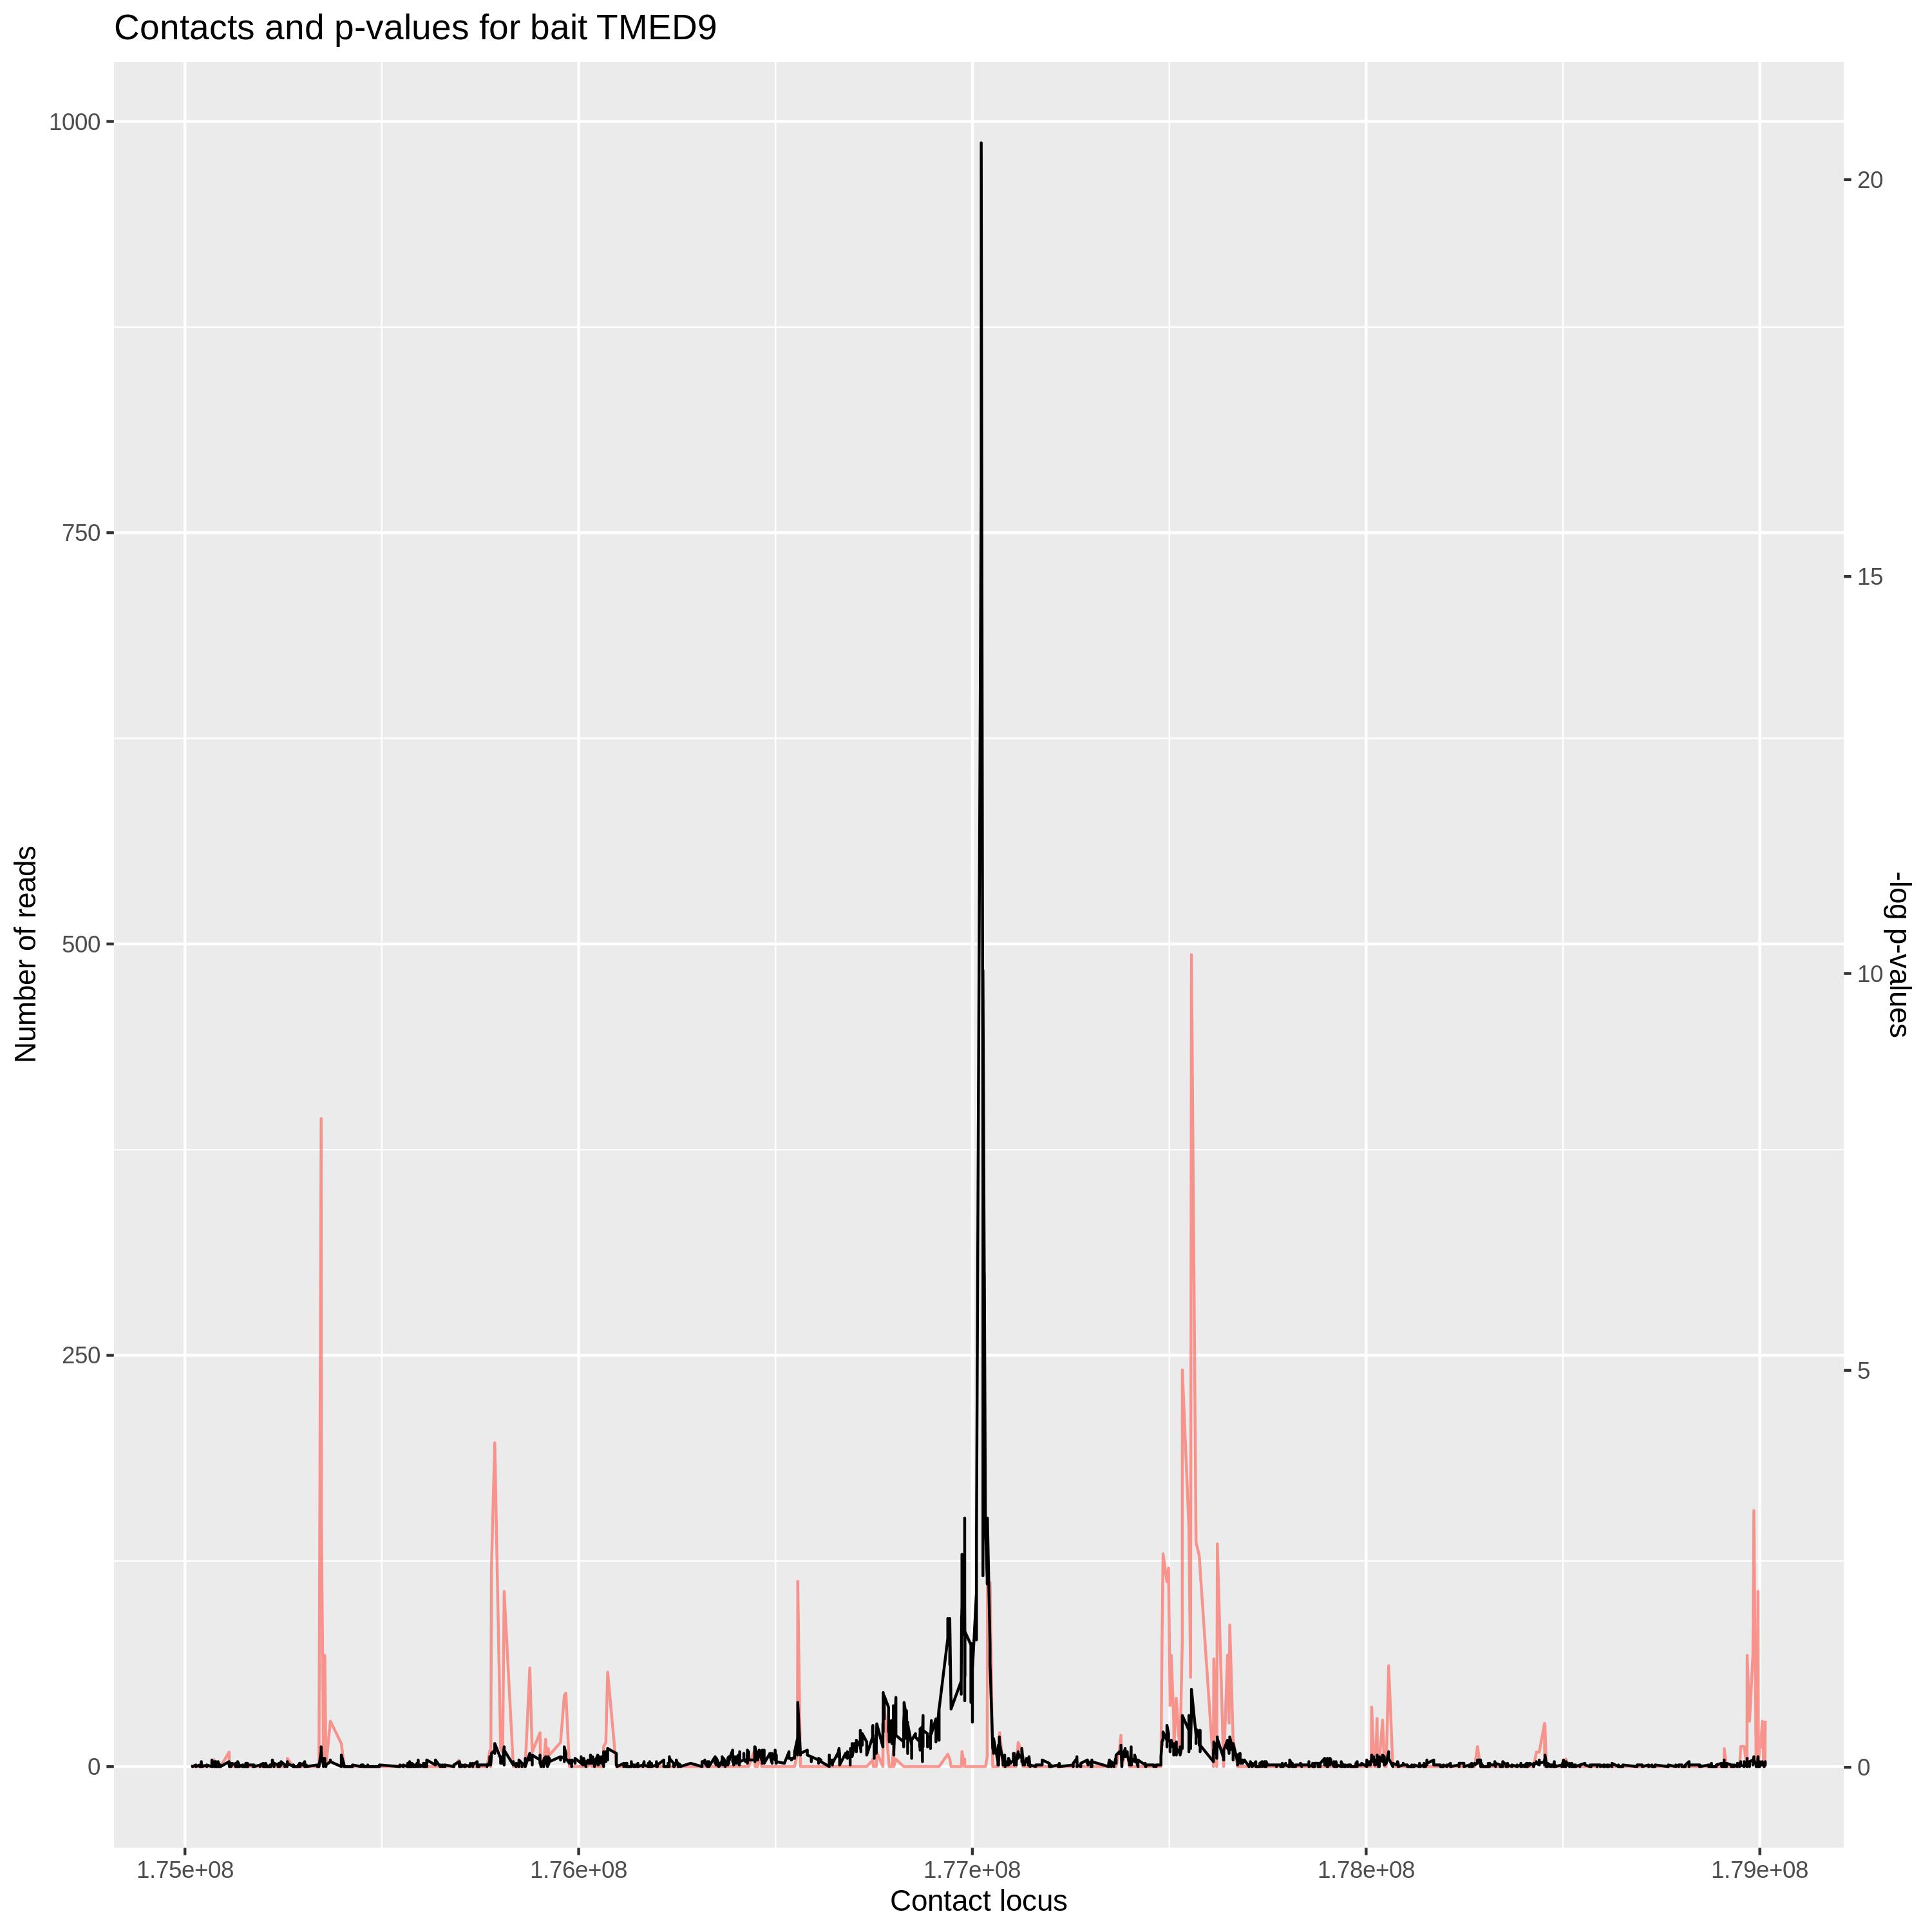 Contacts and p-values for bait TMED9
1000
750
500
250
0
Number of reads
20
15
10
5
0
-log p-values
1.75e+08 1.76e+08 1.77e+08 1.78e+08 1.79e+08
Contact locus